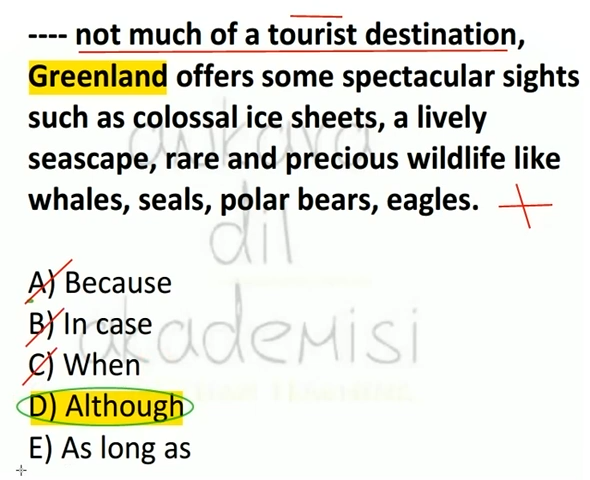 ---- not much of a tourist destination,
Greenland offers some spectacular sights
such as colossal ice sheets, a lively
seascape, rare and precious wildlife like
whales, seals, polar bears, eagles.
A) Because
B) In case
C) When
D) Although
E) As long as
ankara
dil
akademisi